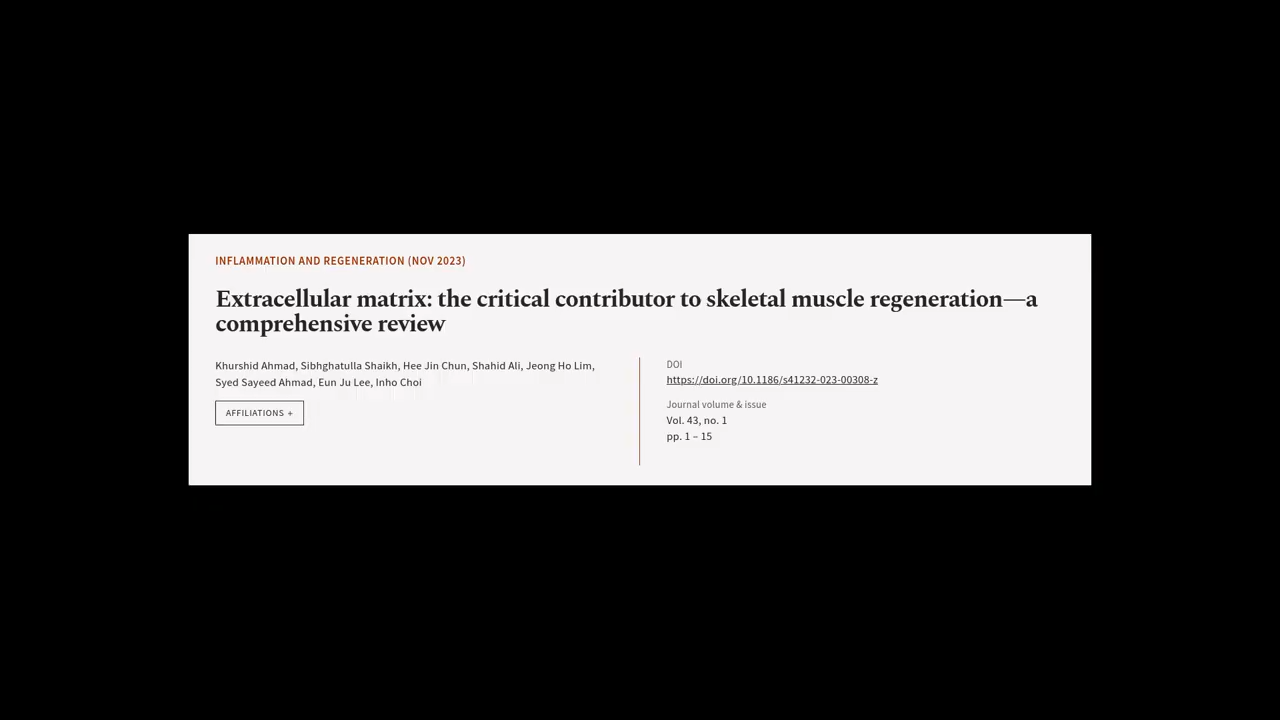 INFLAMMATION AND REGENERATION (NOV 2023)
Extracellular matrix: the critical contributor to skeletal muscle regeneration—a
comprehensive review
Khurshid Ahmad, Sibhghatulla Shaikh, Hee Jin Chun, Shahid Ali, Jeong Ho Lim,
Syed Sayeed Ahmad, Eun Ju Lee, Inho Choi
AFFILIATIONS +
DOI
https://doi.org/10.1186/s41232-023-00308-z
Journal volume & issue
Vol. 43, no. 1
pp. 1 – 15